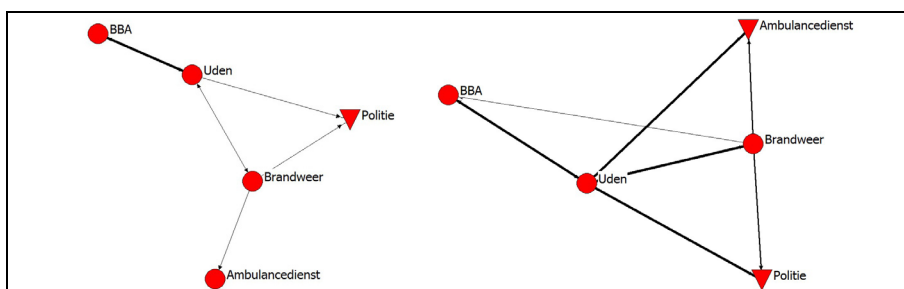 BBA
Uden
Politie
Brandweer
Ambulancedienst
Ambulancedienst
BBA
Brandweer
Uden
Politie